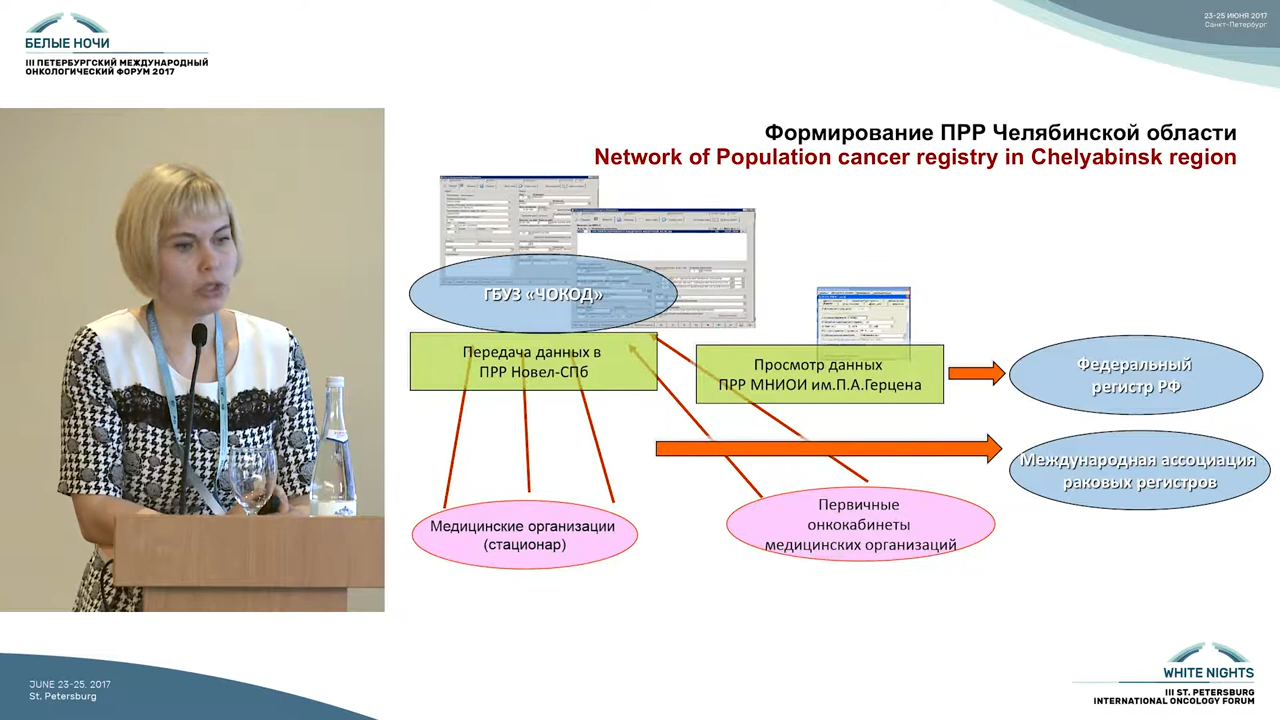 БЕЛЫЕ НОЧИ
III ПЕТЕРБУРГСКИЙ МЕЖДУНАРОДНЫЙ
ОНКОЛОГИЧЕСКИЙ ФОРУМ 2017
23-25 ИЮНЯ 2017
Санкт-Петербург
Формирование ПРР Челябинской области
Network of Population cancer registry in Chelyabinsk region
ГБУЗ «ЧОКОД»
Передача данных в
ПРР Новел-СПб
Просмотр данных
ПРР МНИОИ им.П.А.Герцена
Федеральный
регистр РФ
Международная ассоциация
раковых регистров
Медицинские организации
(стационар)
Первичные
онкокабинеты
медицинских организаций
JUNE 23-25, 2017
St. Petersburg
WHITE NIGHTS
III ST. PETERSBURG
INTERNATIONAL ONCOLOGY FORUM